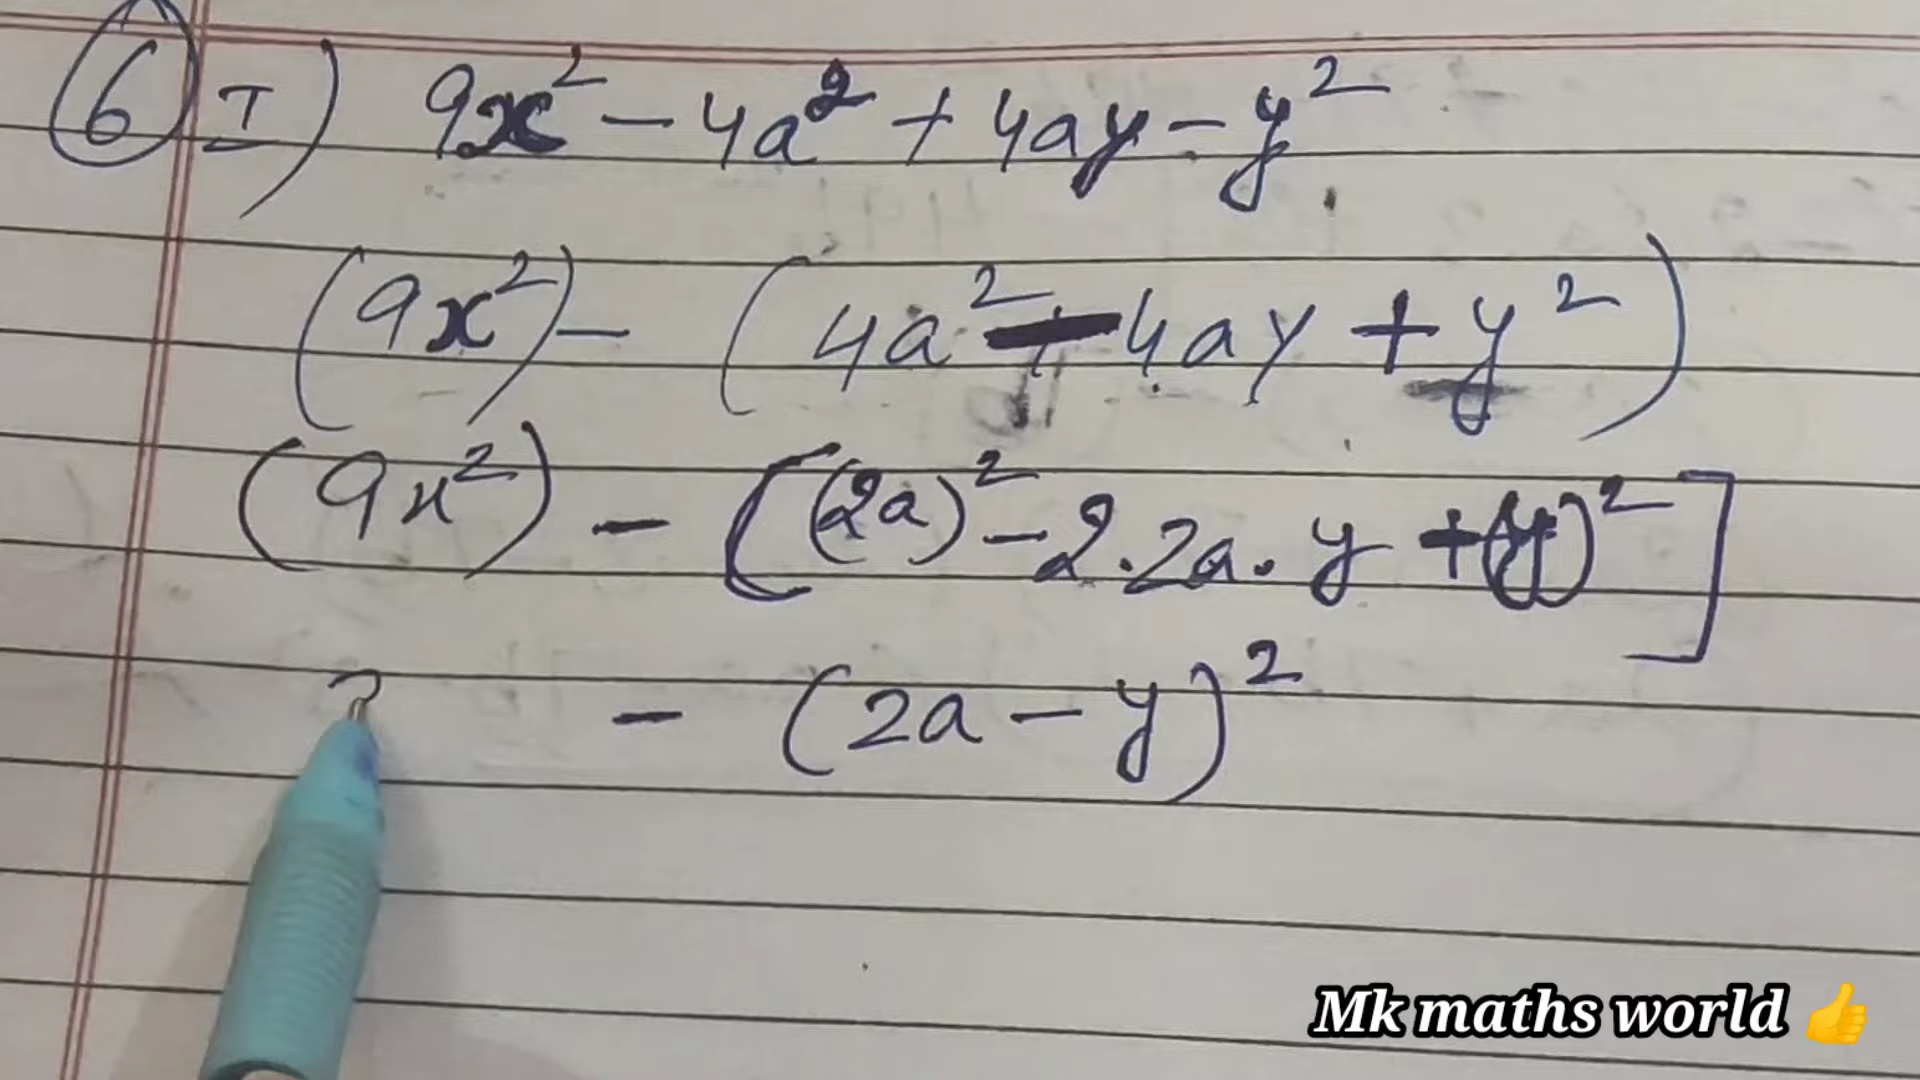 6 I) 9x² - 4a² + 4ay - y²
(9x²) - (4a² - 4ay + y²)
(9x²) - [(2a)² - 2.2a.y + (y)²]
- (2a - y)²
Mk maths world 👍